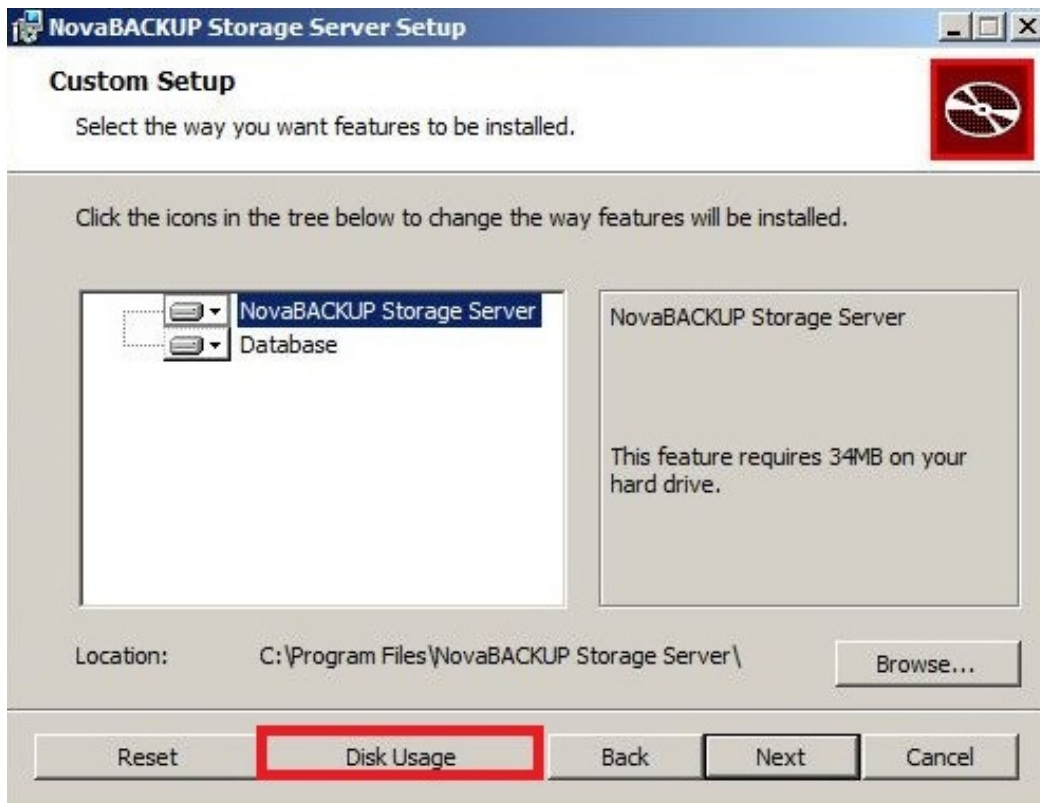 NovaBACKUP Storage Server Setup
Custom Setup
Select the way you want features to be installed.
Click the icons in the tree below to change the way features will be installed.
NovaBACKUP Storage Server
Database
NovaBACKUP Storage Server
This feature requires 34MB on your
hard drive.
Location: C:\Program Files\NovaBACKUP Storage Server\
Browse...
Reset Disk Usage Back Next Cancel